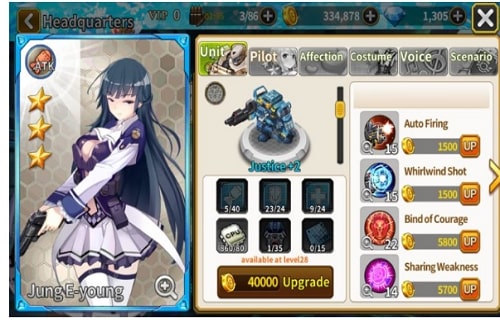 Headquarters
VIP 0
3/86
334,878
1,305
ATK
Unit
Pilot
Affection
Costume
Voice
Scenario
Justice+2
5/40
23/24
9/24
CPU
860/80
1/35
0/15
available at level28
40000 Upgrade
Auto Firing
15
1500
UP
Whirlwind Shot
15
1500
UP
Bind of Courage
22
5800
UP
Sharing Weakness
14
5700
UP
Jung E-young